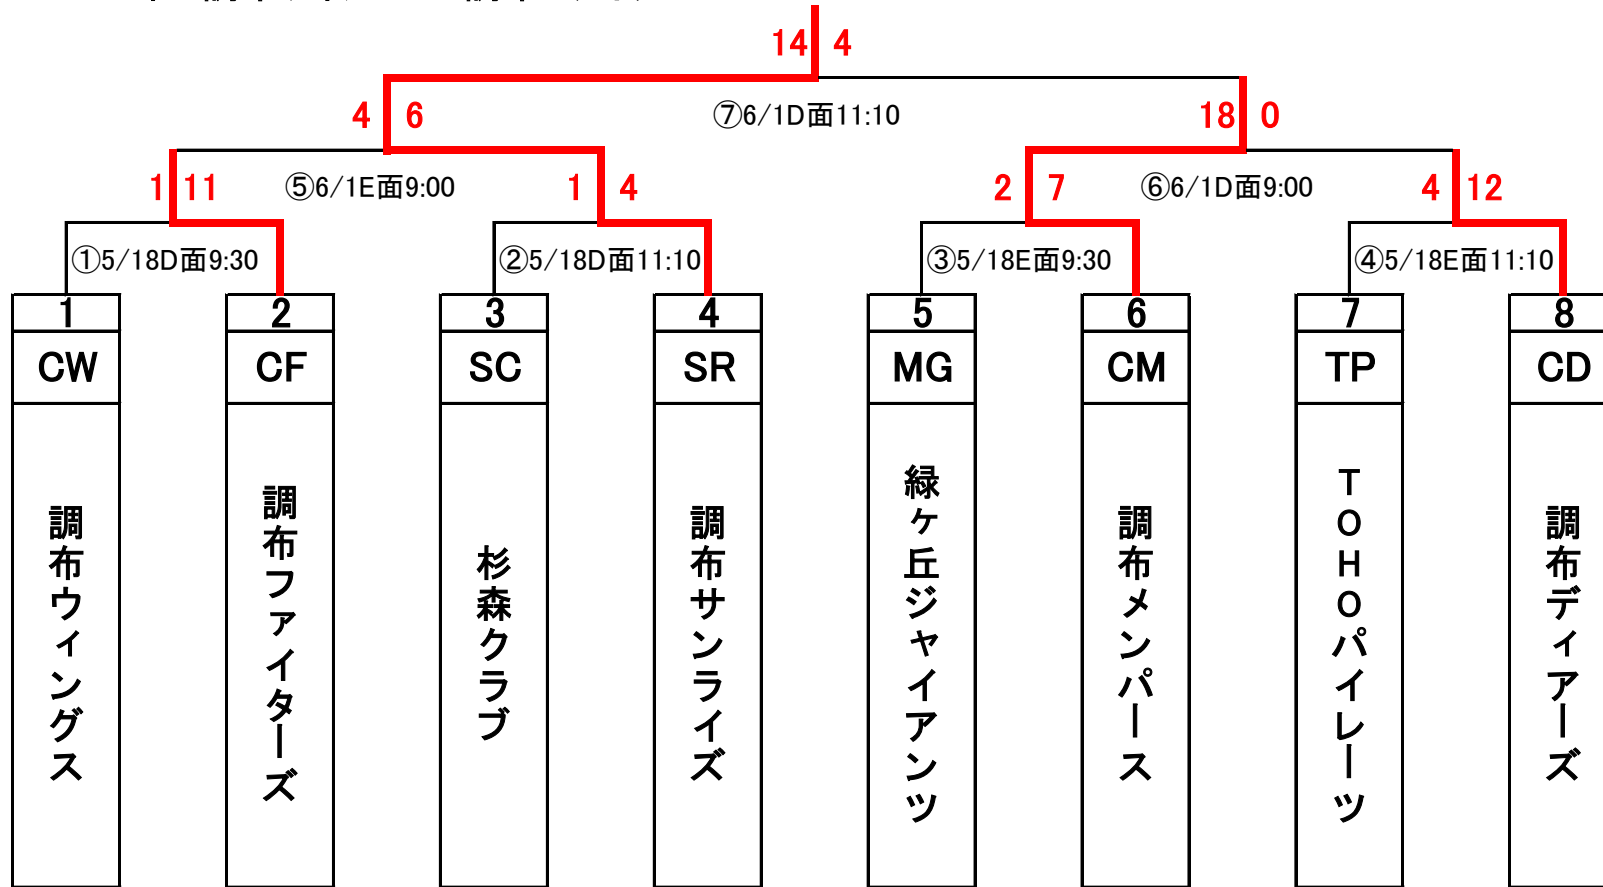 14 4
4 6 ⑦6/1D面11:10 18 0
1 11 ⑤6/1E面9:00 1 4 2 7 ⑥6/1D面9:00 4 12
①5/18D面9:30 ②5/18D面11:10 ③5/18E面9:30 ④5/18E面11:10
1 2 3 4 5 6 7 8
CW CF SC SR MG CM TP CD
調布ウィングス
調布ファイターズ
杉森クラブ
調布サンライズ
緑ヶ丘ジャイアンツ
調布メンパース
TOHOパイレーツ
調布ディアーズ